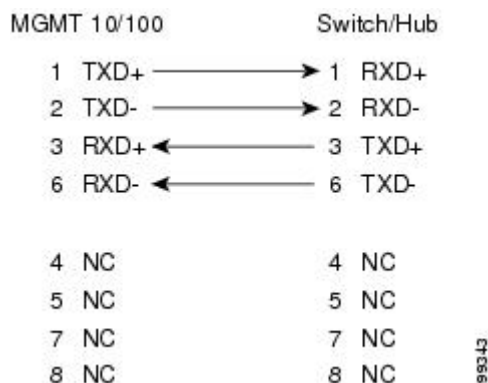 MGMT 10/100 Switch/Hub
1 TXD+ 1 RXD+
2 TXD- 2 RXD-
3 RXD+ 3 TXD+
6 RXD- 6 TXD-
4 NC 4 NC
5 NC 5 NC
7 NC 7 NC
8 NC 8 NC
99343